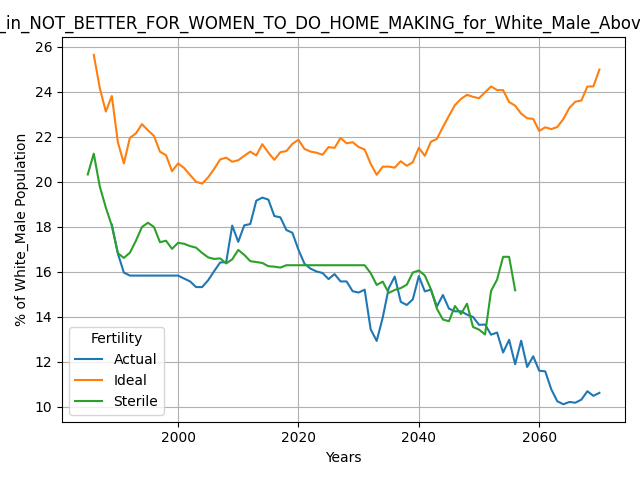 _in_NOT_BETTER_FOR_WOMEN_TO_DO_HOME_MAKING_for_White_Male_Abov
% of White_Male Population
26
24
22
20
18
16
14
12
10
Fertility
Actual
Ideal
Sterile
2000
2020
2040
2060
Years